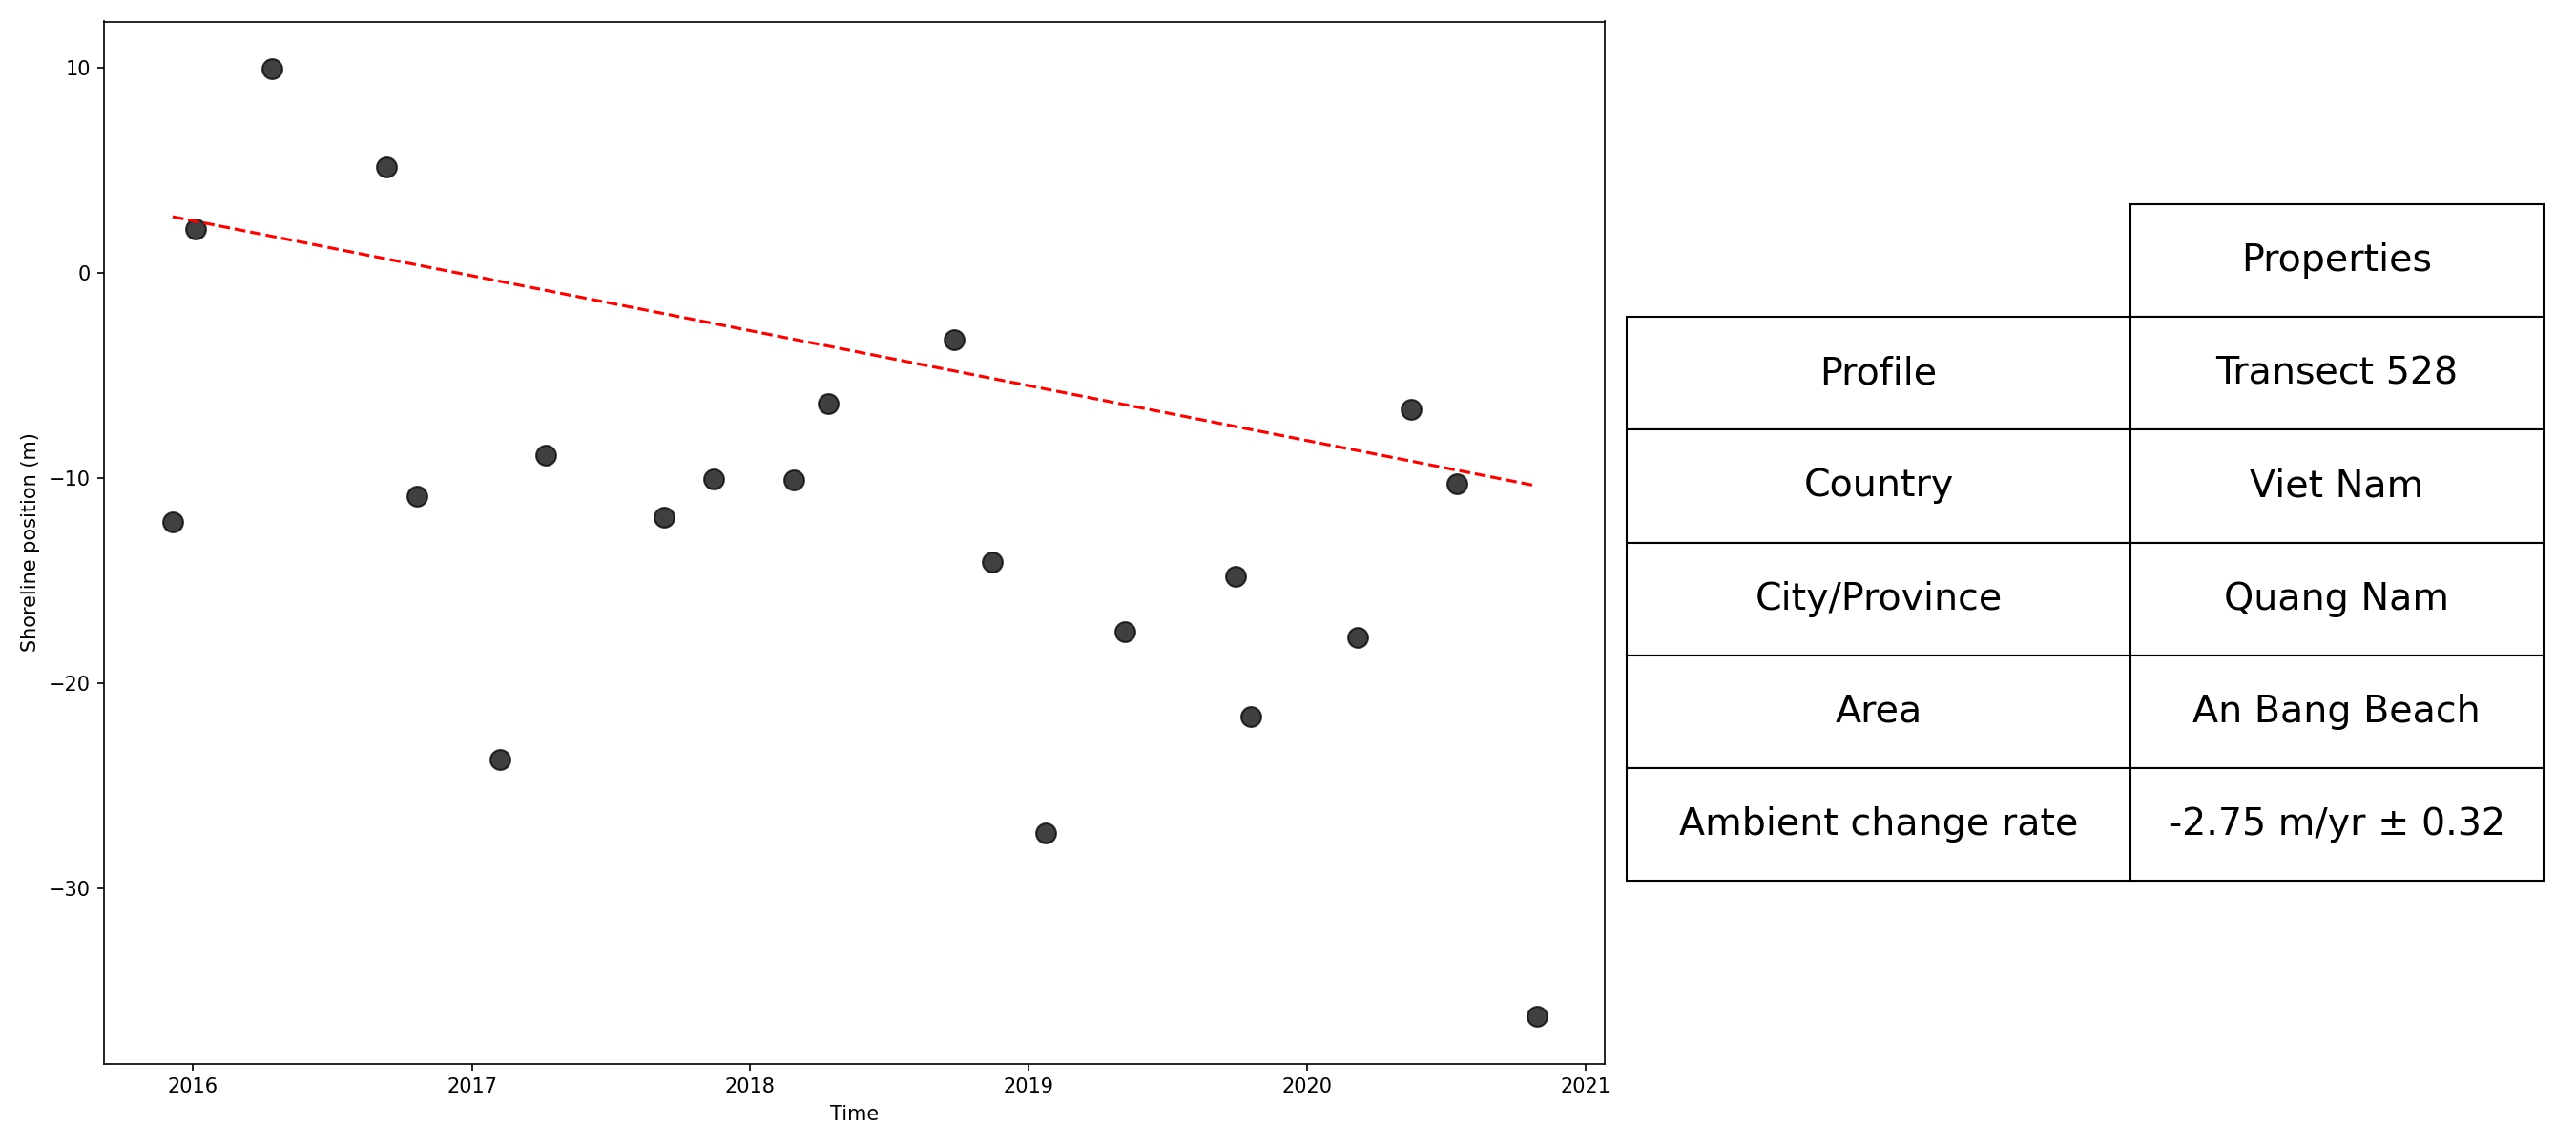 10
0
−10
−20
−30
Shoreline position (m)
2016 2017 2018 2019 2020 2021
Time
Properties
Profile Transect 528
Country Viet Nam
City/Province Quang Nam
Area An Bang Beach
Ambient change rate -2.75 m/yr ± 0.32